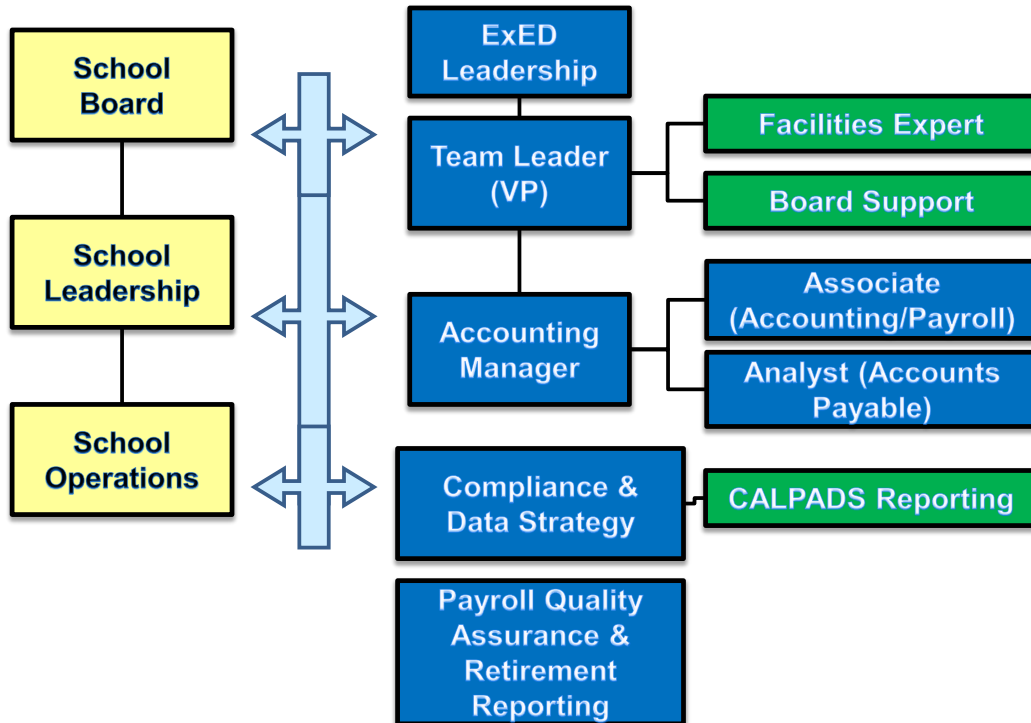 School
Board
School
Leadership
School
Operations
ExED
Leadership
Team Leader
(VP)
Facilities Expert
Board Support
Accounting
Manager
Associate
(Accounting/Payroll)
Analyst (Accounts
Payable)
Compliance &
Data Strategy
CALPADS Reporting
Payroll Quality
Assurance &
Retirement
Reporting